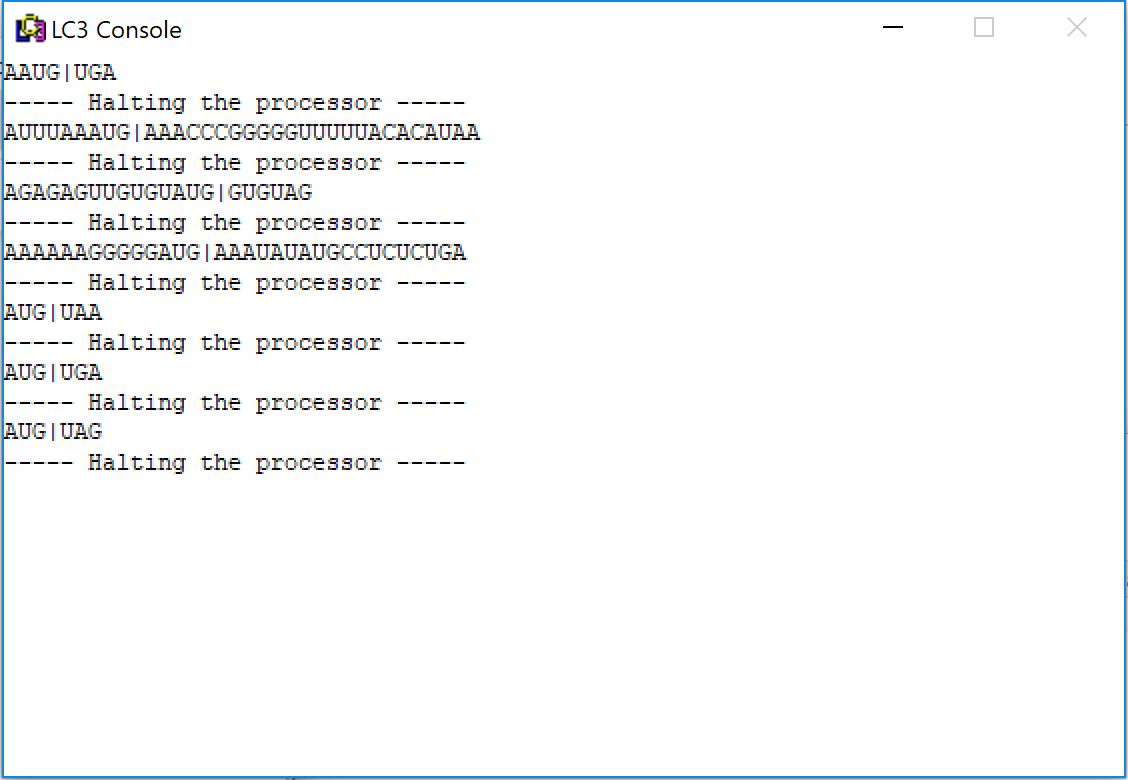 LC3 Console
AAUG|UGA
----- Halting the processor -----
AUUUAAAUG|AAACCCGGGGGUUUUUACACAUAA
----- Halting the processor -----
AGAGAGUUGUGUAUG|GUGUAG
----- Halting the processor -----
AAAAAAGGGGGAUG|AAAUAUAUGCCUCUCUGA
----- Halting the processor -----
AUG|UAA
----- Halting the processor -----
AUG|UGA
----- Halting the processor -----
AUG|UAG
----- Halting the processor -----